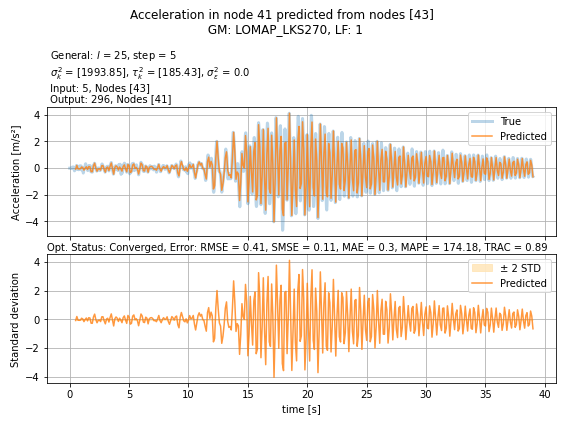 Acceleration in node 41 predicted from nodes [43]
GM: LOMAP_LKS270, LF: 1
General: l = 25, step = 5
σ_k^2 = [1993.85], τ_k^2 = [185.43], σ_ε^2 = 0.0
Input: 5, Nodes [43]
Output: 296, Nodes [41]
Acceleration [m/s²]
4
2
0
−2
−4
True
Predicted
Opt. Status: Converged, Error: RMSE = 0.41, SMSE = 0.11, MAE = 0.3, MAPE = 174.18, TRAC = 0.89
Standard deviation
4
2
0
−2
−4
± 2 STD
Predicted
0 5 10 15 20 25 30 35 40
time [s]